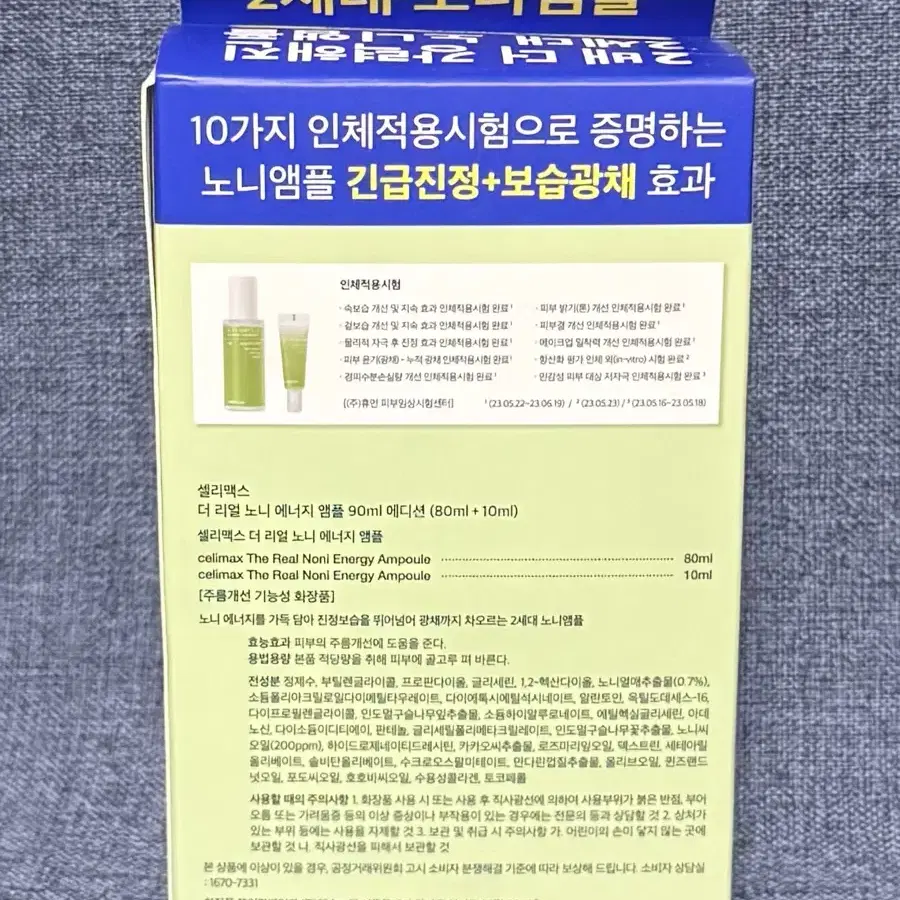 2세대 노니앰플
2배 더 강력해진
2세대 노니앰플
10가지 인체적용시험으로 증명하는
노니앰플 긴급진정+보습광채 효과
인체적용시험
· 속보습 개선 및 지속 효과 인체적용시험 완료¹
· 겉보습 개선 및 지속 효과 인체적용시험 완료¹
· 물리적 자극 후 진정 효과 인체적용시험 완료¹
· 피부 윤기(광채) - 누적 광채 인체적용시험 완료¹
· 경피수분손실량 개선 인체적용시험 완료¹
· 피부 밝기(톤) 개선 인체적용시험 완료¹
· 피부결 개선 인체적용시험 완료¹
· 메이크업 밀착력 개선 인체적용시험 완료¹
· 항산화 평가 인체 외(in-vitro) 시험 완료²
· 민감성 피부 대상 저자극 인체적용시험 완료³
[(주)휴먼 피부임상시험센터] ¹(23.05.22~23.06.19) / ²(23.05.23) / ³(23.05.16~23.05.18)
셀리맥스
더 리얼 노니 에너지 앰플 90ml 에디션 (80ml + 10ml)
셀리맥스 더 리얼 노니 에너지 앰플
celimax The Real Noni Energy Ampoule 80ml
celimax The Real Noni Energy Ampoule 10ml
[주름개선 기능성 화장품]
노니 에너지를 가득 담아 진정보습을 뛰어넘어 광채까지 차오르는 2세대 노니앰플
효능효과 피부의 주름개선에 도움을 준다.
용법용량 본품 적당량을 취해 피부에 골고루 펴 바른다.
전성분 정제수, 부틸렌글라이콜, 프로판다이올, 글리세린, 1,2-헥산다이올, 노니열매추출물(0.7%),
소듐폴리아크릴로일다이메틸타우레이트, 다이에톡시에틸석시네이트, 알란토인, 옥틸도데세스-16,
다이프로필렌글라이콜, 인도멀구슬나무잎추출물, 소듐하이알루로네이트, 에틸헥실글리세린, 아데
노신, 다이소듐이디티에이, 판테놀, 글리세릴폴리메타크릴레이트, 인도멀구슬나무꽃추출물, 노니씨
오일(200ppm), 하이드로제네이티드레시틴, 카카오씨추출물, 로즈마리잎오일, 덱스트린, 세테아릴
올리베이트, 솔비탄올리베이트, 수크로오스팔미테이트, 만다린껍질추출물, 올리브오일, 퀸즈랜드
넛오일, 포도씨오일, 호호바씨오일, 수용성콜라겐, 토코페롤
사용할 때의 주의사항 1. 화장품 사용 시 또는 사용 후 직사광선에 의하여 사용부위가 붉은 반점, 부어
오름 또는 가려움증 등의 이상 증상이나 부작용이 있는 경우에는 전문의 등과 상담할 것 2. 상처가
있는 부위 등에는 사용을 자제할 것 3. 보관 및 취급 시 주의사항 가. 어린이의 손이 닿지 않는 곳에
보관할 것 나. 직사광선을 피해서 보관할 것
본 상품에 이상이 있을 경우, 공정거래위원회 고시 소비자 분쟁해결 기준에 따라 보상해 드립니다. 소비자 상담실
: 1670-7331